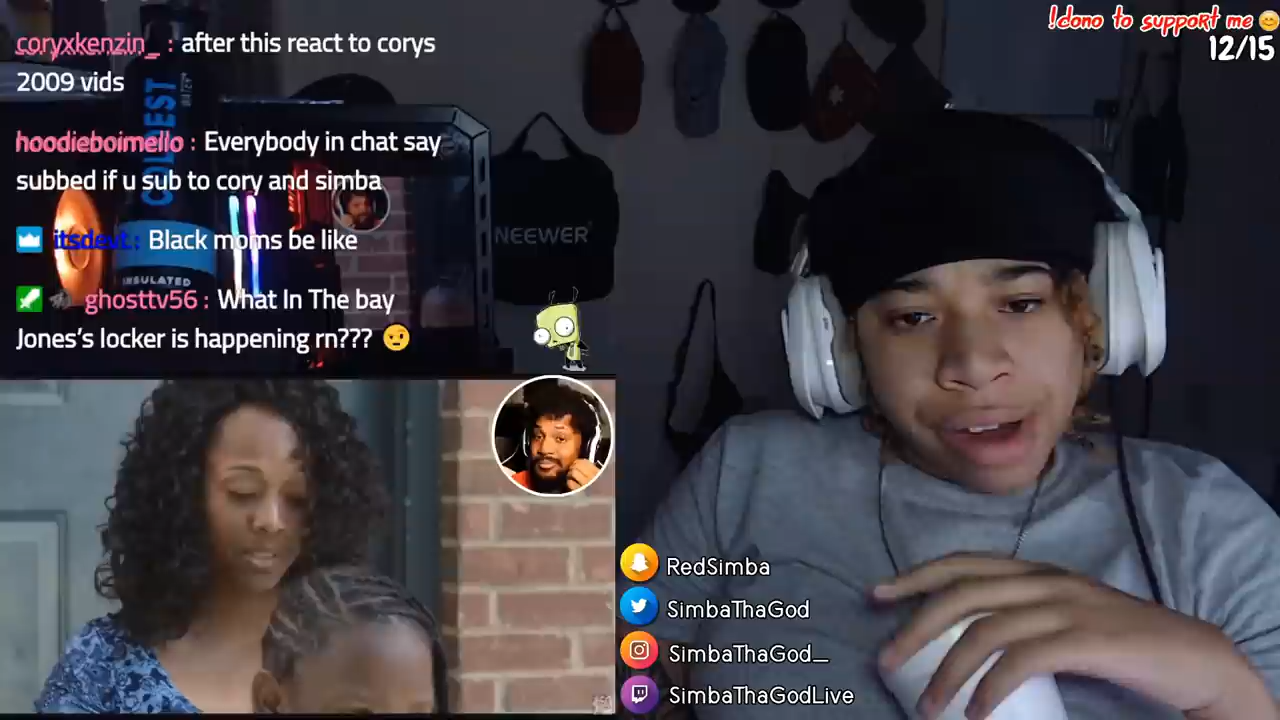 !dono to support me
12/15
coryxkenzin_ : after this react to corys
2009 vids
hoodieboimello : Everybody in chat say
subbed if u sub to cory and simba
itsdevt : Black moms be like
ghosttv56 : What In The bay
Jones's locker is happening rn???
COLDEST
WATER
INSULATED
NEEWER
RedSimba
SimbaThaGod
SimbaThaGod_
SimbaThaGodLive